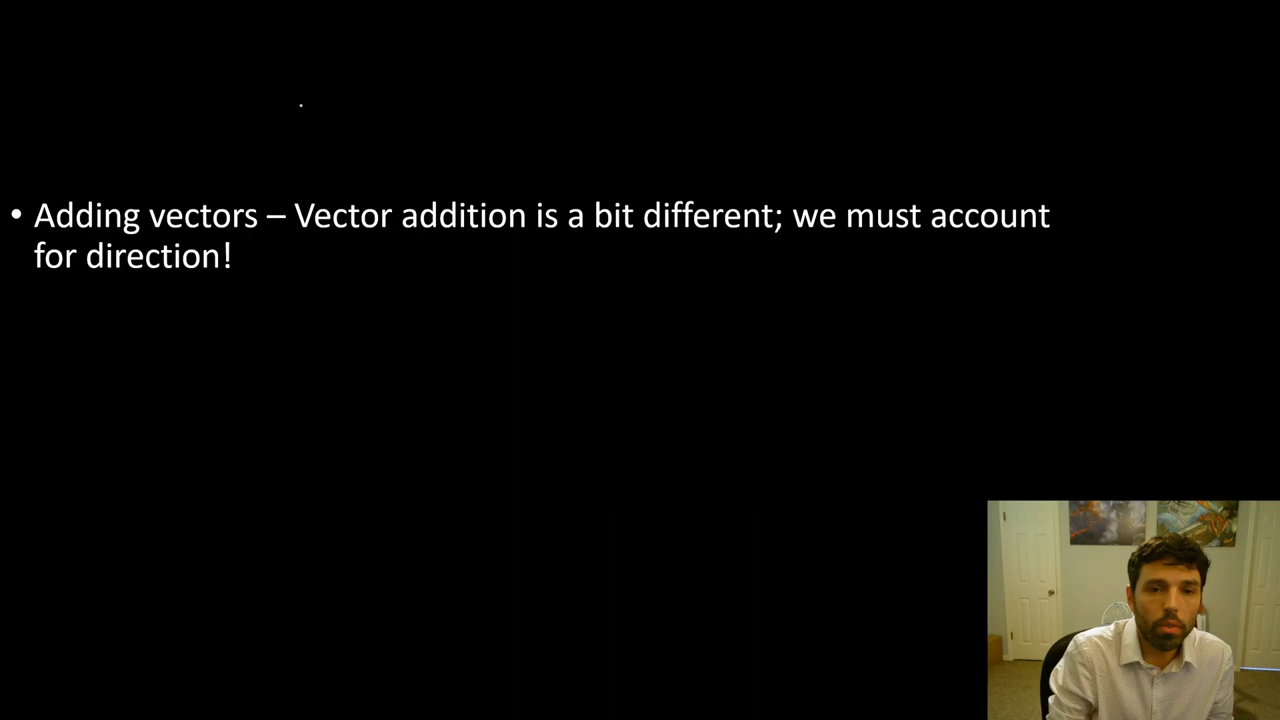 • Adding vectors – Vector addition is a bit different; we must account
for direction!